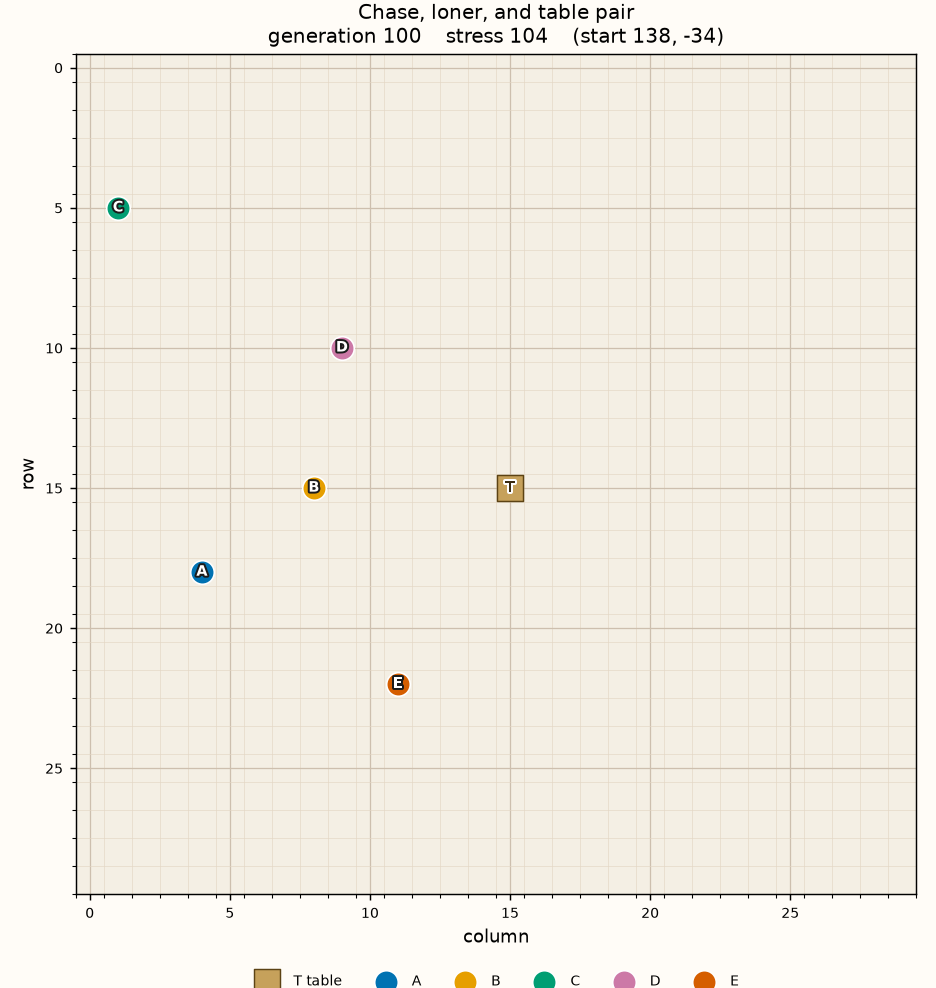 Chase, loner, and table pair
generation 100    stress 104    (start 138, -34)
0
C
5
D
10
B
T
15
A
20
E
25
row
0 5 10 15 20 25
column
T table A B C D E